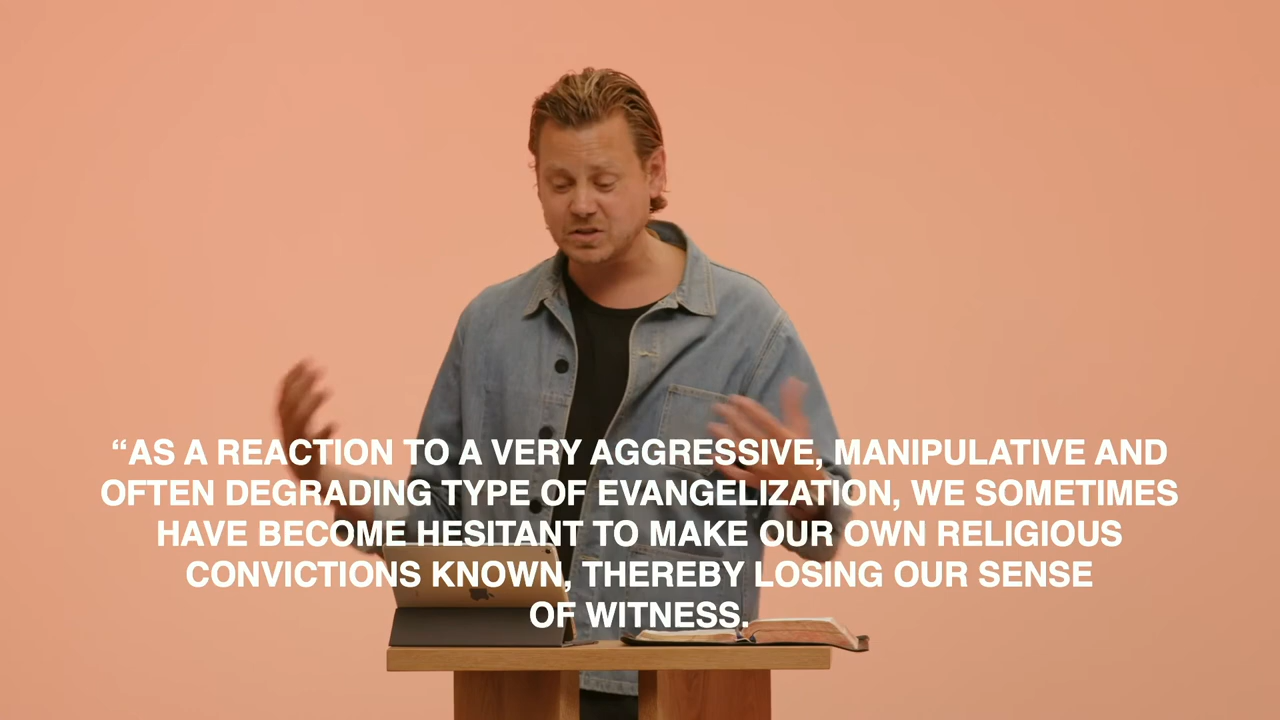 “AS A REACTION TO A VERY AGGRESSIVE, MANIPULATIVE AND
OFTEN DEGRADING TYPE OF EVANGELIZATION, WE SOMETIMES
HAVE BECOME HESITANT TO MAKE OUR OWN RELIGIOUS
CONVICTIONS KNOWN, THEREBY LOSING OUR SENSE
OF WITNESS.